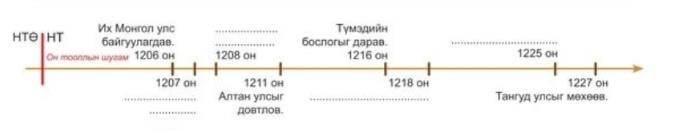 НТӨ НТ
Он тооллын шугам
Их Монгол улс
байгуулагдав.
1206 он
1207 он
....................
..............
....................
....................
1208 он
1211 он
Алтан улсыг
довтлов.
Түмэдийн
бослогыг дарав.
1216 он
1218 он
..................................
..............................
1225 он
1227 он
Тангуд улсыг мөхөөв.